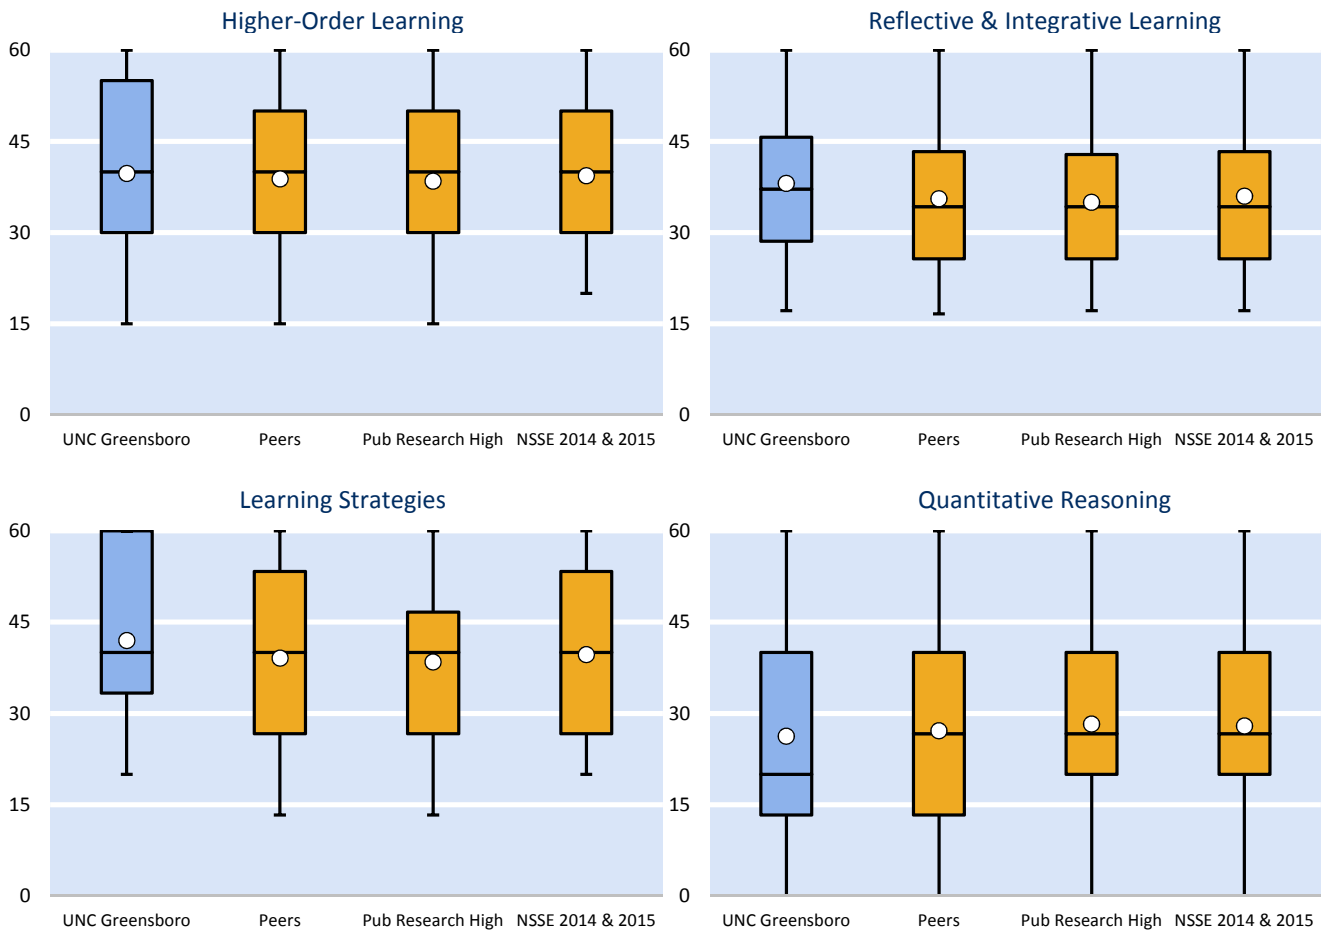 Higher-Order Learning
60
45
30
15
0
UNC Greensboro Peers Pub Research High NSSE 2014 & 2015
Reflective & Integrative Learning
60
45
30
15
0
UNC Greensboro Peers Pub Research High NSSE 2014 & 2015
Learning Strategies
60
45
30
15
0
UNC Greensboro Peers Pub Research High NSSE 2014 & 2015
Quantitative Reasoning
60
45
30
15
0
UNC Greensboro Peers Pub Research High NSSE 2014 & 2015